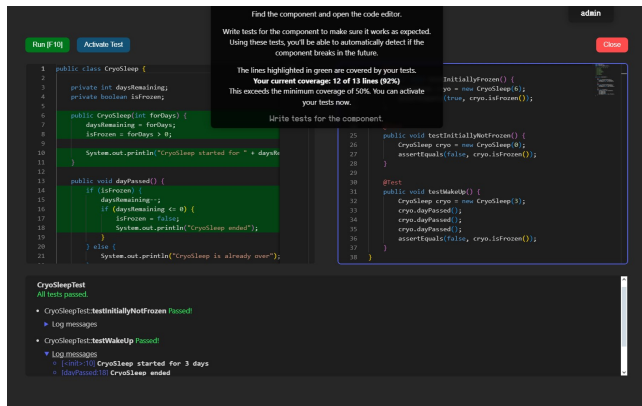 Find the component and open the code editor.
admin
Write tests for the component to make sure it works as expected.
Using these tests, you'll be able to automatically detect if the
component breaks in the future.
Run [F10]
Activate Test
Close
The lines highlighted in green are covered by your tests.
Your current coverage: 12 of 13 lines (92%)
This exceeds the minimum coverage of 50%. You can activate
your tests now.
Write tests for the component.
1 public class CryoSleep {
2
3 private int daysRemaining;
4 private boolean isFrozen;
5
6 public CryoSleep(int forDays) {
7 daysRemaining = forDays;
8 isFrozen = forDays > 0;
9
10 System.out.println("CryoSleep started for " + daysRe
11 }
12
13 public void dayPassed() {
14 if (isFrozen) {
15 daysRemaining--;
16 if (daysRemaining <= 0) {
17 isFrozen = false;
18 System.out.println("CryoSleep ended");
19 }
20 } else {
21 System.out.println("CryoSleep is already over");
InitiallyFrozen() {
yo = new CryoSleep(6);
(true, cryo.isFrozen());
25 public void testInitiallyNotFrozen() {
26 CryoSleep cryo = new CryoSleep(0);
27 assertEquals(false, cryo.isFrozen());
28 }
29
30 @Test
31 public void testWakeUp() {
32 CryoSleep cryo = new CryoSleep(3);
33 cryo.dayPassed();
34 cryo.dayPassed();
35 cryo.dayPassed();
36 assertEquals(false, cryo.isFrozen());
37 }
38 }
CryoSleepTest
All tests passed.
CryoSleepTest::testInitiallyNotFrozen Passed!
Log messages
CryoSleepTest::testWakeUp Passed!
Log messages
[<init>:10] CryoSleep started for 3 days
[dayPassed:18] CryoSleep ended